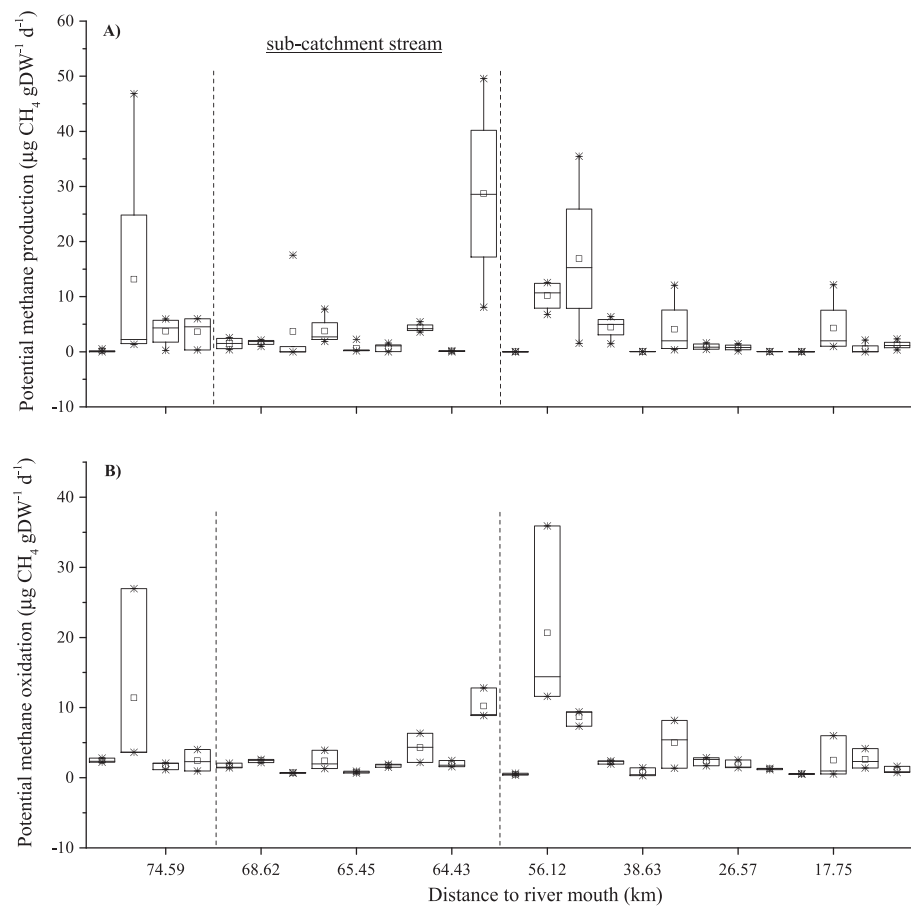 A)
sub-catchment stream
60
50
40
30
20
10
0
-10
Potential methane production (µg CH₄ gDW⁻¹ d⁻¹)
B)
40
30
20
10
0
-10
Potential methane oxidation (µg CH₄ gDW⁻¹ d⁻¹)
74.59 68.62 65.45 64.43 56.12 38.63 26.57 17.75
Distance to river mouth (km)